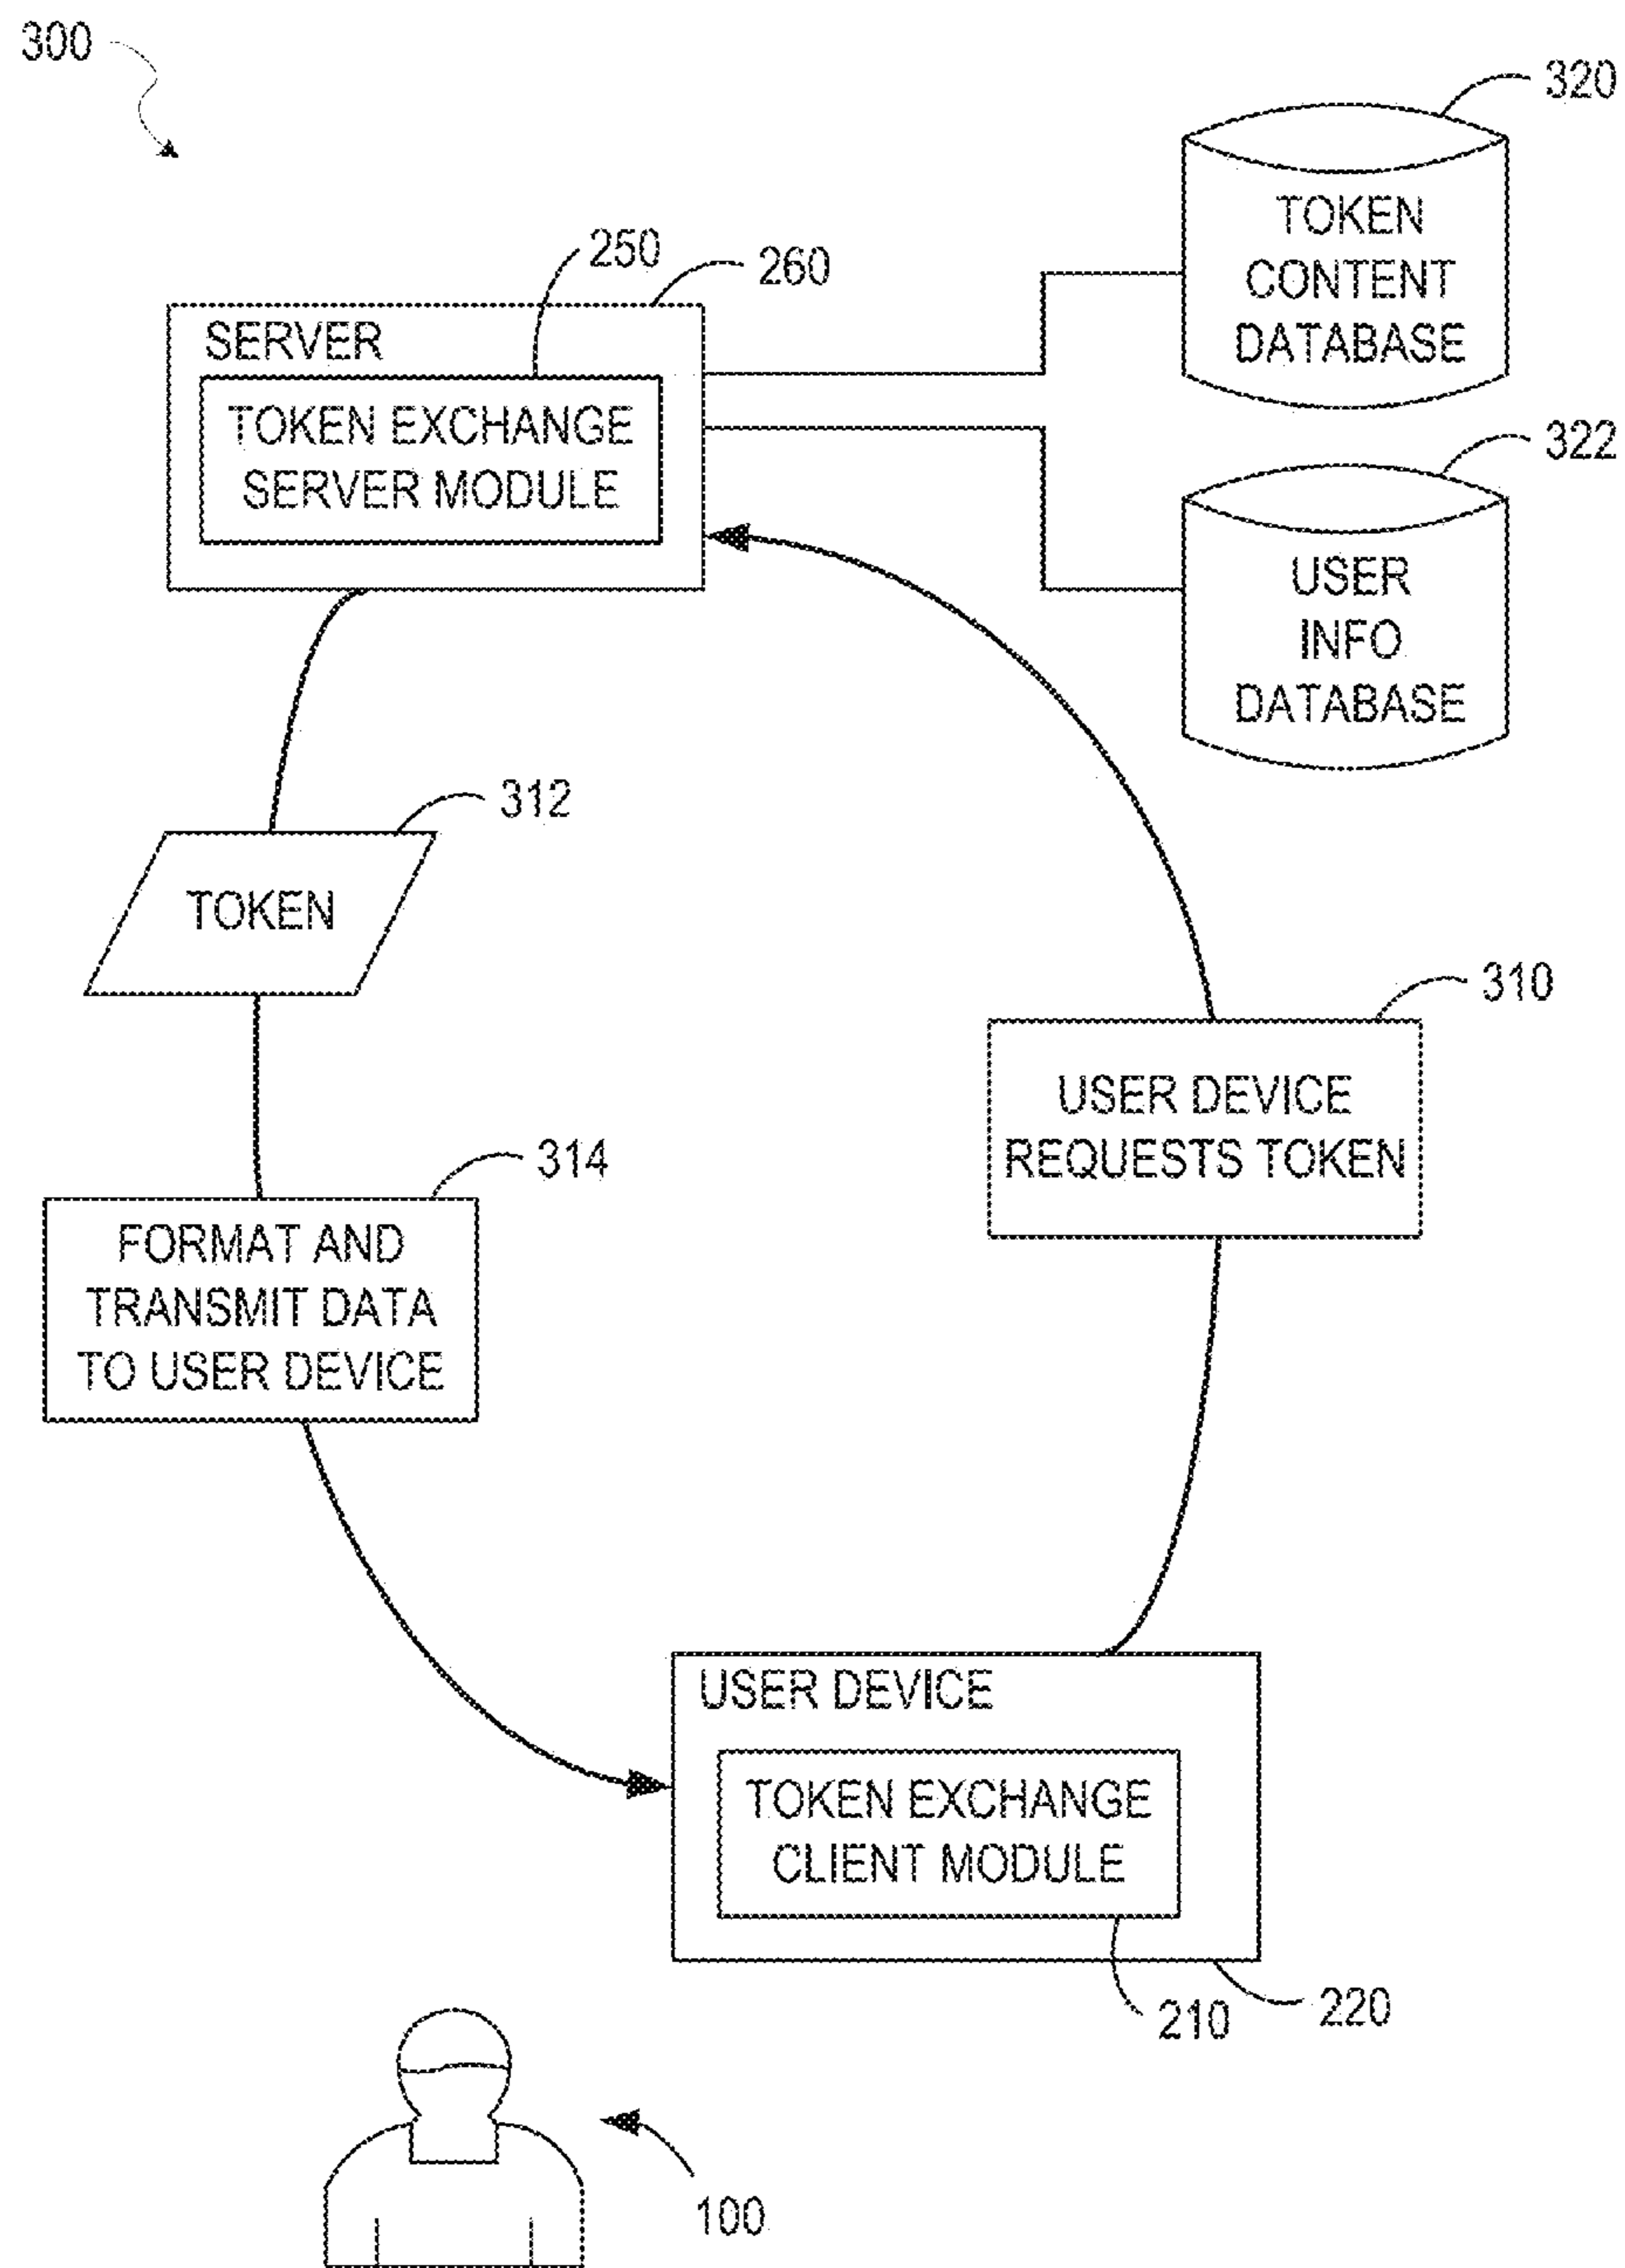 300
320
TOKEN
CONTENT
DATABASE
250
260
SERVER
TOKEN EXCHANGE
SERVER MODULE
322
USER
INFO
DATABASE
312
TOKEN
310
USER DEVICE
REQUESTS TOKEN
314
FORMAT AND
TRANSMIT DATA
TO USER DEVICE
USER DEVICE
TOKEN EXCHANGE
CLIENT MODULE
210
220
100